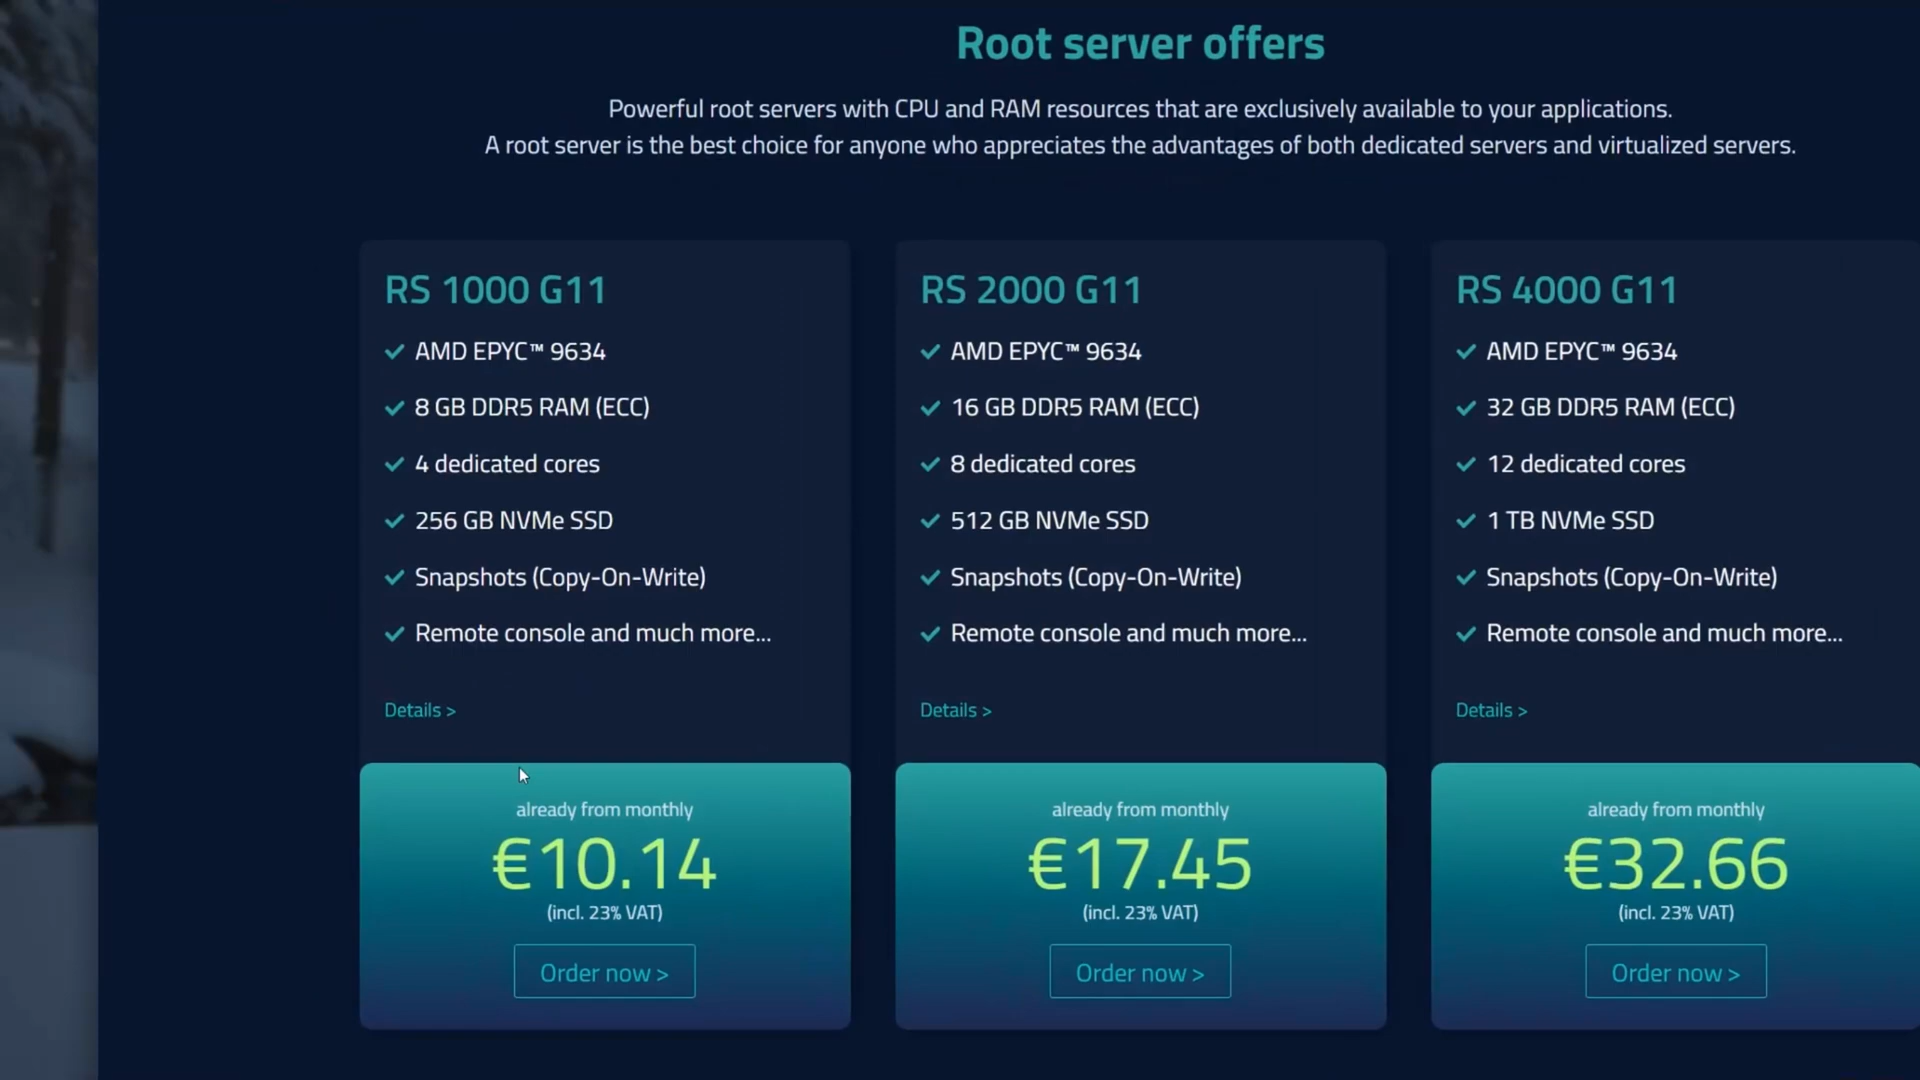 Root server offers
Powerful root servers with CPU and RAM resources that are exclusively available to your applications.
A root server is the best choice for anyone who appreciates the advantages of both dedicated servers and virtualized servers.
RS 1000 G11
AMD EPYC™ 9634
8 GB DDR5 RAM (ECC)
4 dedicated cores
256 GB NVMe SSD
Snapshots (Copy-On-Write)
Remote console and much more...
Details >
already from monthly
€10.14
(incl. 23% VAT)
Order now >
RS 2000 G11
AMD EPYC™ 9634
16 GB DDR5 RAM (ECC)
8 dedicated cores
512 GB NVMe SSD
Snapshots (Copy-On-Write)
Remote console and much more...
Details >
already from monthly
€17.45
(incl. 23% VAT)
Order now >
RS 4000 G11
AMD EPYC™ 9634
32 GB DDR5 RAM (ECC)
12 dedicated cores
1 TB NVMe SSD
Snapshots (Copy-On-Write)
Remote console and much more...
Details >
already from monthly
€32.66
(incl. 23% VAT)
Order now >